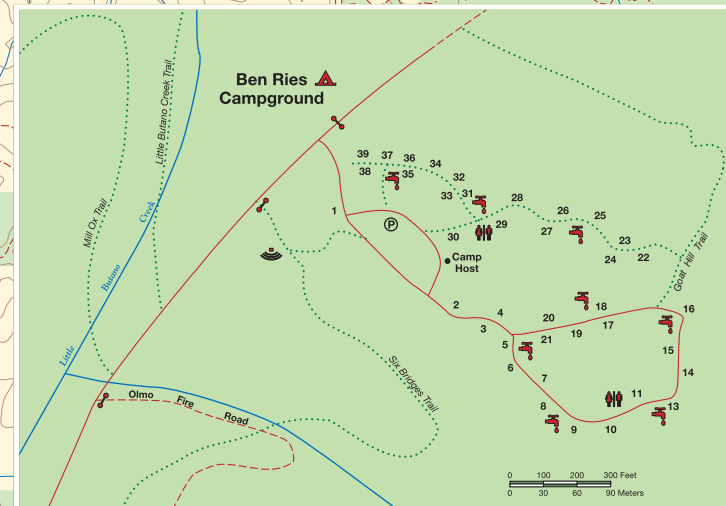 Ben Ries
Campground
Little Butano Creek Trail
Mill Ox Trail
Creek
Butano
Little
39
37
36
34
38
35
32
33
31
1
P
28
26
25
29
30
27
23
24
22
Camp
Host
Goat Hill Trail
2
4
3
18
20
17
19
16
5
21
15
6
7
14
11
8
13
9
10
Six Bridges Trail
Olmo
Fire
Road
0 100 200 300 Feet
0 30 60 90 Meters